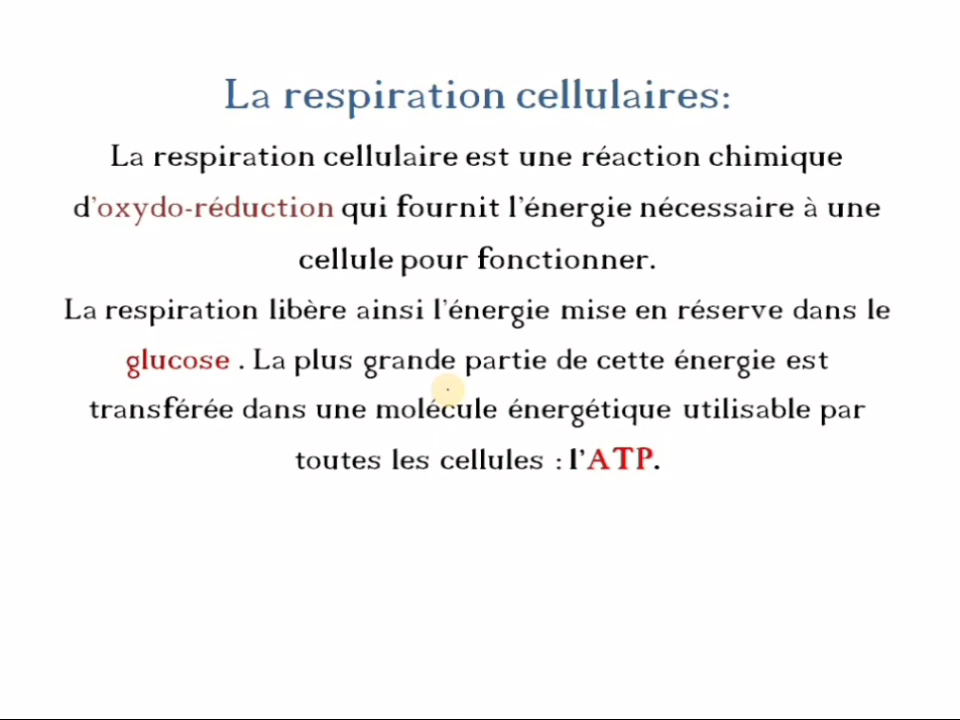 La respiration cellulaires:
La respiration cellulaire est une réaction chimique
d'oxydo-réduction qui fournit l'énergie nécessaire à une
cellule pour fonctionner.
La respiration libère ainsi l'énergie mise en réserve dans le
glucose . La plus grande partie de cette énergie est
transférée dans une molécule énergétique utilisable par
toutes les cellules : l'ATP.